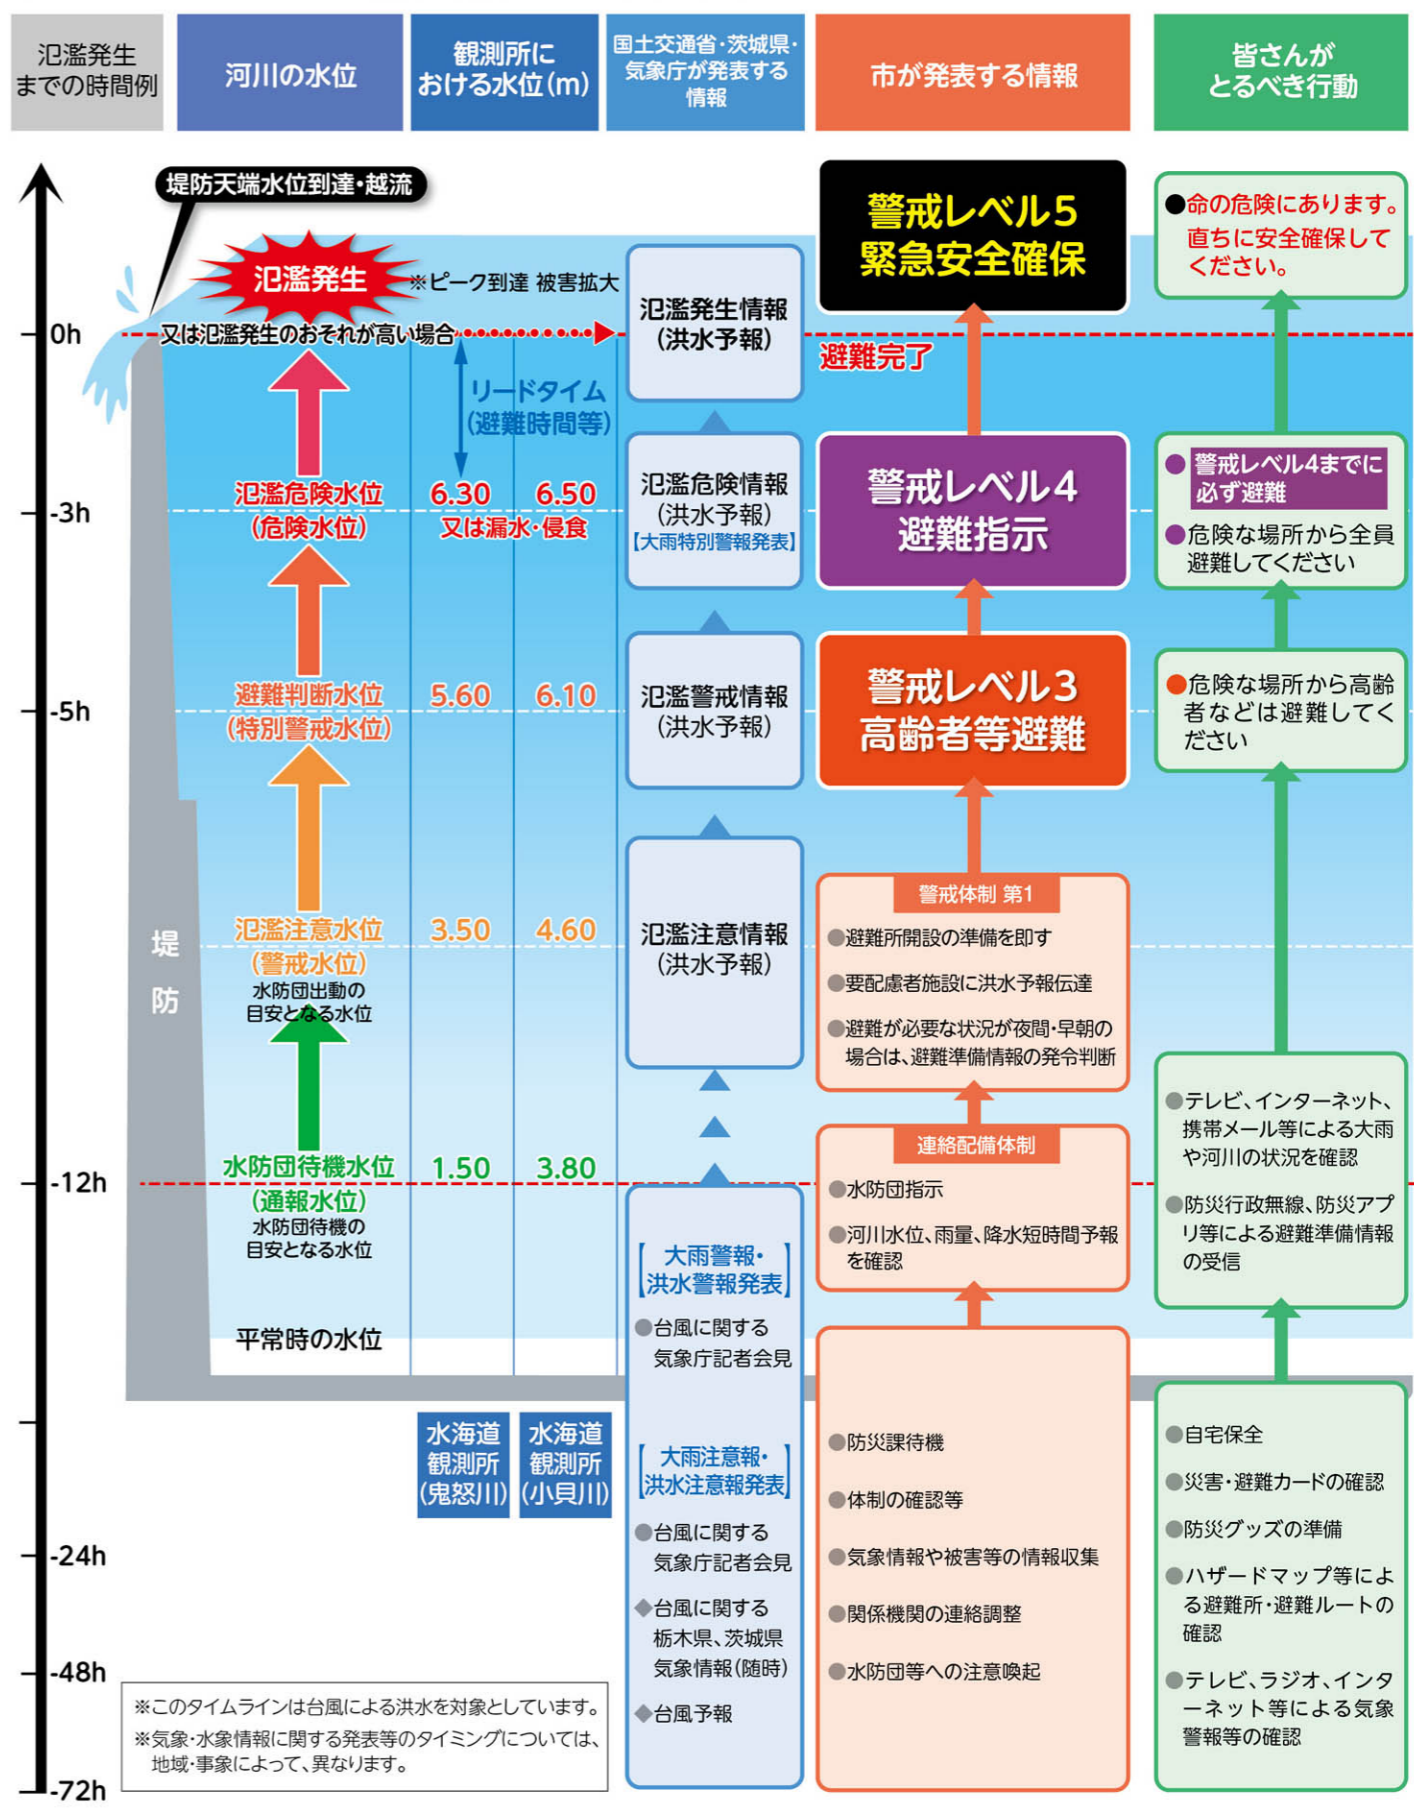 氾濫発生
までの時間例
河川の水位
観測所に
おける水位(m)
国土交通省・茨城県・
気象庁が発表する
情報
市が発表する情報
皆さんが
とるべき行動
0h
-3h
-5h
-12h
-24h
-48h
-72h
堤防天端水位到達・越流
氾濫発生
※ピーク到達 被害拡大
又は氾濫発生のおそれが高い場合
リードタイム
(避難時間等)
氾濫危険水位
(危険水位)
6.30
6.50
又は漏水・侵食
避難判断水位
(特別警戒水位)
5.60
6.10
氾濫注意水位
(警戒水位)
水防団出動の
目安となる水位
3.50
4.60
水防団待機水位
(通報水位)
水防団待機の
目安となる水位
1.50
3.80
平常時の水位
堤
防
水海道
観測所
(鬼怒川)
水海道
観測所
(小貝川)
※このタイムラインは台風による洪水を対象としています。
※気象・水象情報に関する発表等のタイミングについては、
地域・事象によって、異なります。
氾濫発生情報
(洪水予報)
氾濫危険情報
(洪水予報)
【大雨特別警報発表】
氾濫警戒情報
(洪水予報)
氾濫注意情報
(洪水予報)
【大雨警報・
洪水警報発表】
●台風に関する
気象庁記者会見
【大雨注意報・
洪水注意報発表】
●台風に関する
気象庁記者会見
◆台風に関する
栃木県、茨城県
気象情報(随時)
◆台風予報
警戒レベル5
緊急安全確保
避難完了
警戒レベル4
避難指示
警戒レベル3
高齢者等避難
警戒体制 第1
●避難所開設の準備を即す
●要配慮者施設に洪水予報伝達
●避難が必要な状況が夜間・早朝の
場合は、避難準備情報の発令判断
連絡配備体制
●水防団指示
●河川水位、雨量、降水短時間予報
を確認
●防災課待機
●体制の確認等
●気象情報や被害等の情報収集
●関係機関の連絡調整
●水防団等への注意喚起
●命の危険にあります。
直ちに安全確保して
ください。
●警戒レベル4までに
必ず避難
●危険な場所から全員
避難してください
●危険な場所から高齢
者などは避難してく
ださい
●テレビ、インターネット、
携帯メール等による大雨
や河川の状況を確認
●防災行政無線、防災アプ
リ等による避難準備情報
の受信
●自宅保全
●災害・避難カードの確認
●防災グッズの準備
●ハザードマップ等によ
る避難所・避難ルートの
確認
●テレビ、ラジオ、インタ
ーネット等による気象
警報等の確認